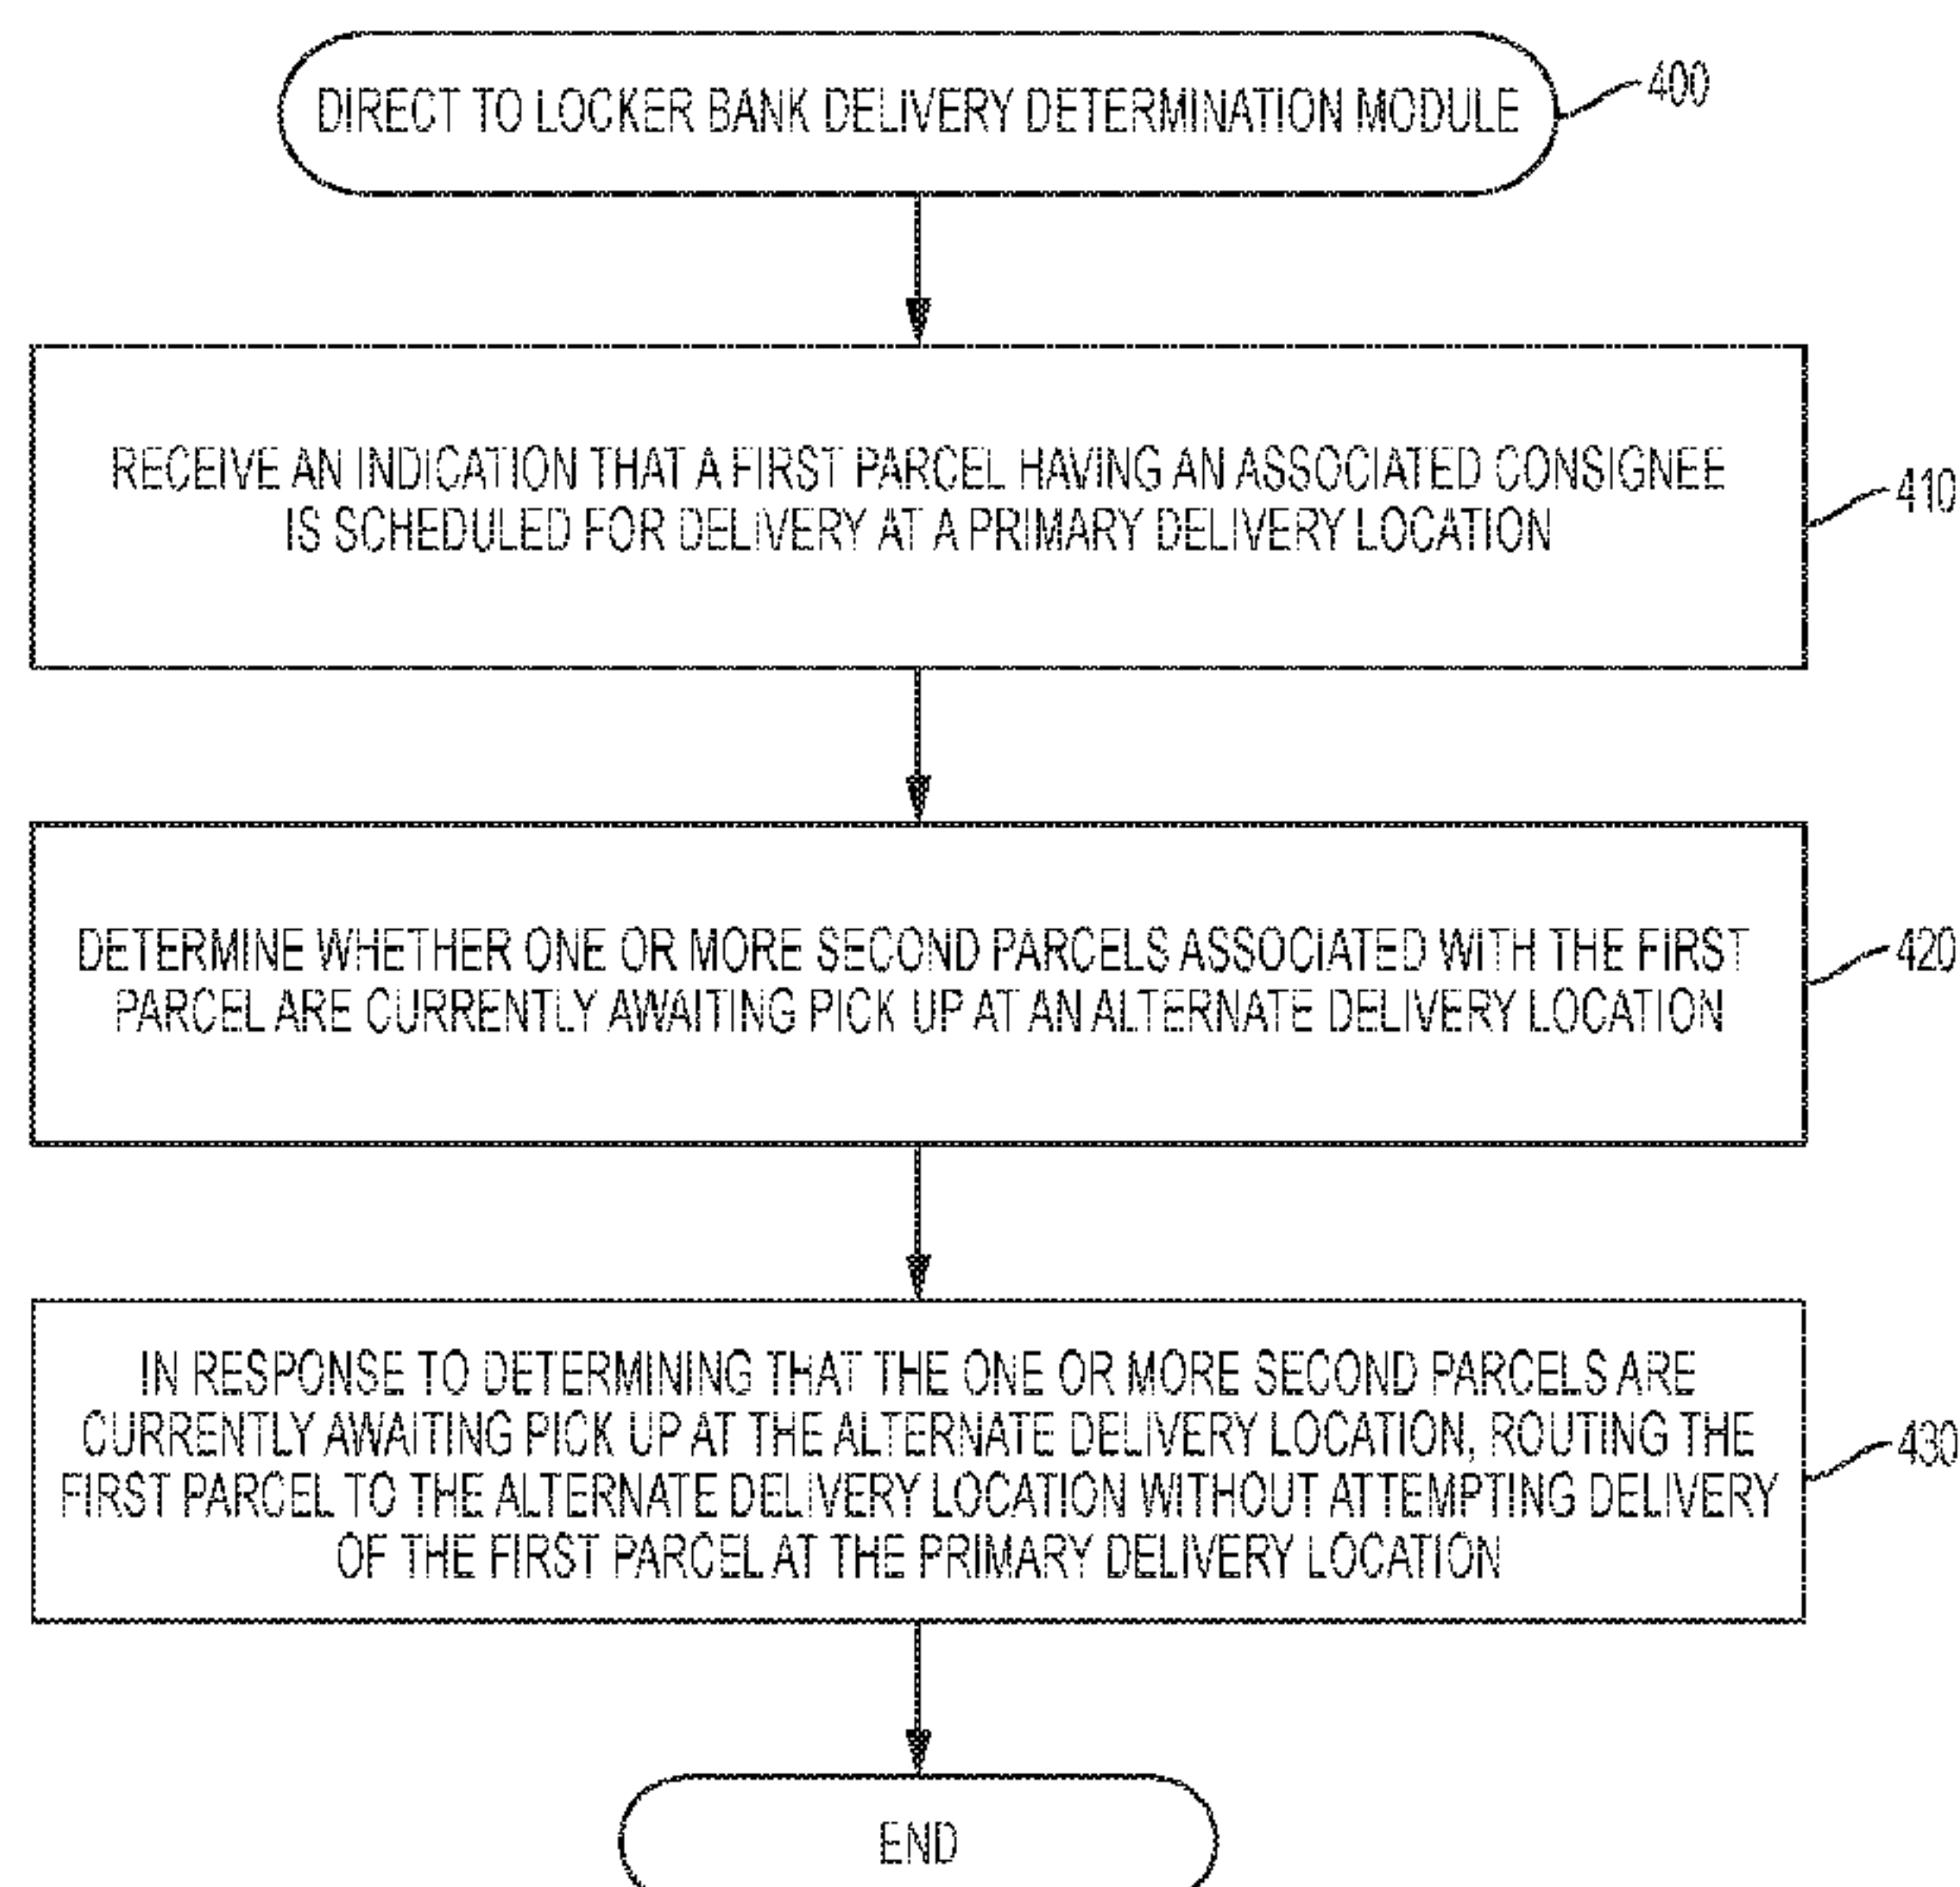 DIRECT TO LOCKER BANK DELIVERY DETERMINATION MODULE
400
RECEIVE AN INDICATION THAT A FIRST PARCEL HAVING AN ASSOCIATED CONSIGNEE
IS SCHEDULED FOR DELIVERY AT A PRIMARY DELIVERY LOCATION
410
DETERMINE WHETHER ONE OR MORE SECOND PARCELS ASSOCIATED WITH THE FIRST
PARCEL ARE CURRENTLY AWAITING PICK UP AT AN ALTERNATE DELIVERY LOCATION
420
IN RESPONSE TO DETERMINING THAT THE ONE OR MORE SECOND PARCELS ARE
CURRENTLY AWAITING PICK UP AT THE ALTERNATE DELIVERY LOCATION, ROUTING THE
FIRST PARCEL TO THE ALTERNATE DELIVERY LOCATION WITHOUT ATTEMPTING DELIVERY
OF THE FIRST PARCEL AT THE PRIMARY DELIVERY LOCATION
430
END